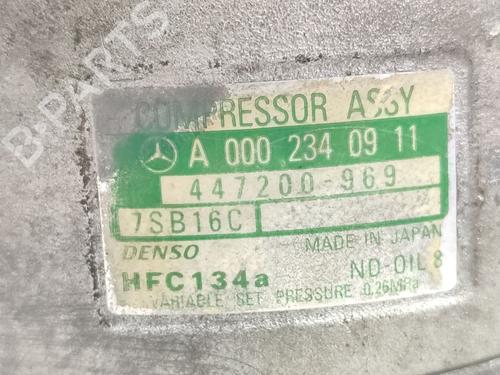 B-PARTS
COMPRESSOR ASSY
A 000 234 09 11
447200-969
7SB16C
MADE IN JAPAN
DENSO
HFC134a ND-OIL 8
VARIABLE SET PRESSURE 0.26MPa